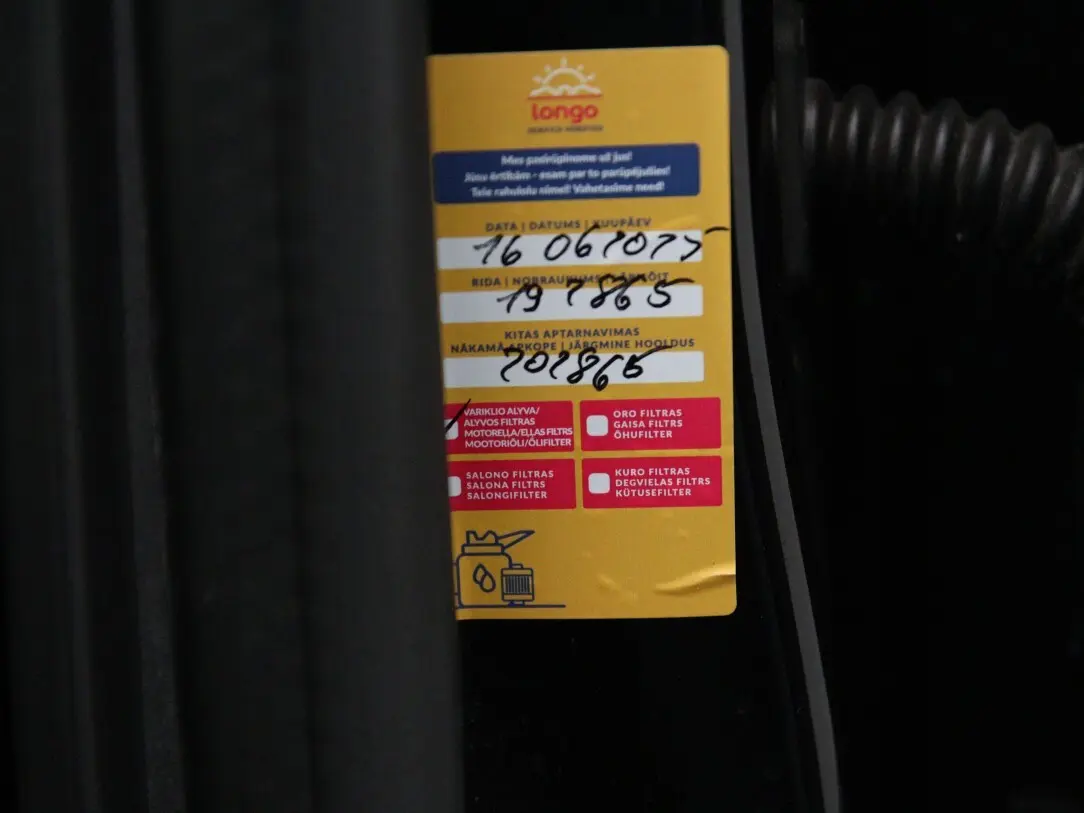 longo
Mes pasirūpinome už jus!
Jūsu ērtībām - esam par to parūpējušies!
Teie rahulolu nimel! Vahetasime need!
DATA | DATUMS | KUUPÄEV
16 06 2025
RIDA | NOBRAUKUMS | LÄBISÕIT
197865
KITAS APTARNAVIMAS
NĀKAMĀ APKOPE | JÄRGMINE HOOLDUS
202865
VARIKLIO ALYVA/
ALYVOS FILTRAS
MOTOREĻĻA/EĻĻAS FILTRS
MOOTORIÕLI/ÕLIFILTER
ORO FILTRAS
GAISA FILTRS
ÕHUFILTER
SALONO FILTRAS
SALONA FILTRS
SALONGIFILTER
KURO FILTRAS
DEGVIELAS FILTRS
KÜTUSEFILTER